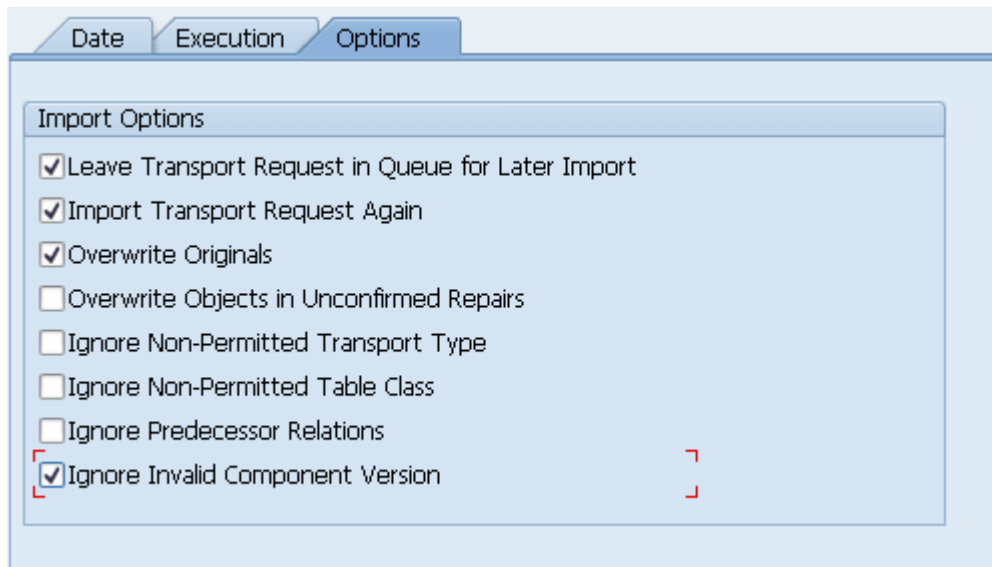 Date Execution Options
Import Options
Leave Transport Request in Queue for Later Import
Import Transport Request Again
Overwrite Originals
Overwrite Objects in Unconfirmed Repairs
Ignore Non-Permitted Transport Type
Ignore Non-Permitted Table Class
Ignore Predecessor Relations
Ignore Invalid Component Version